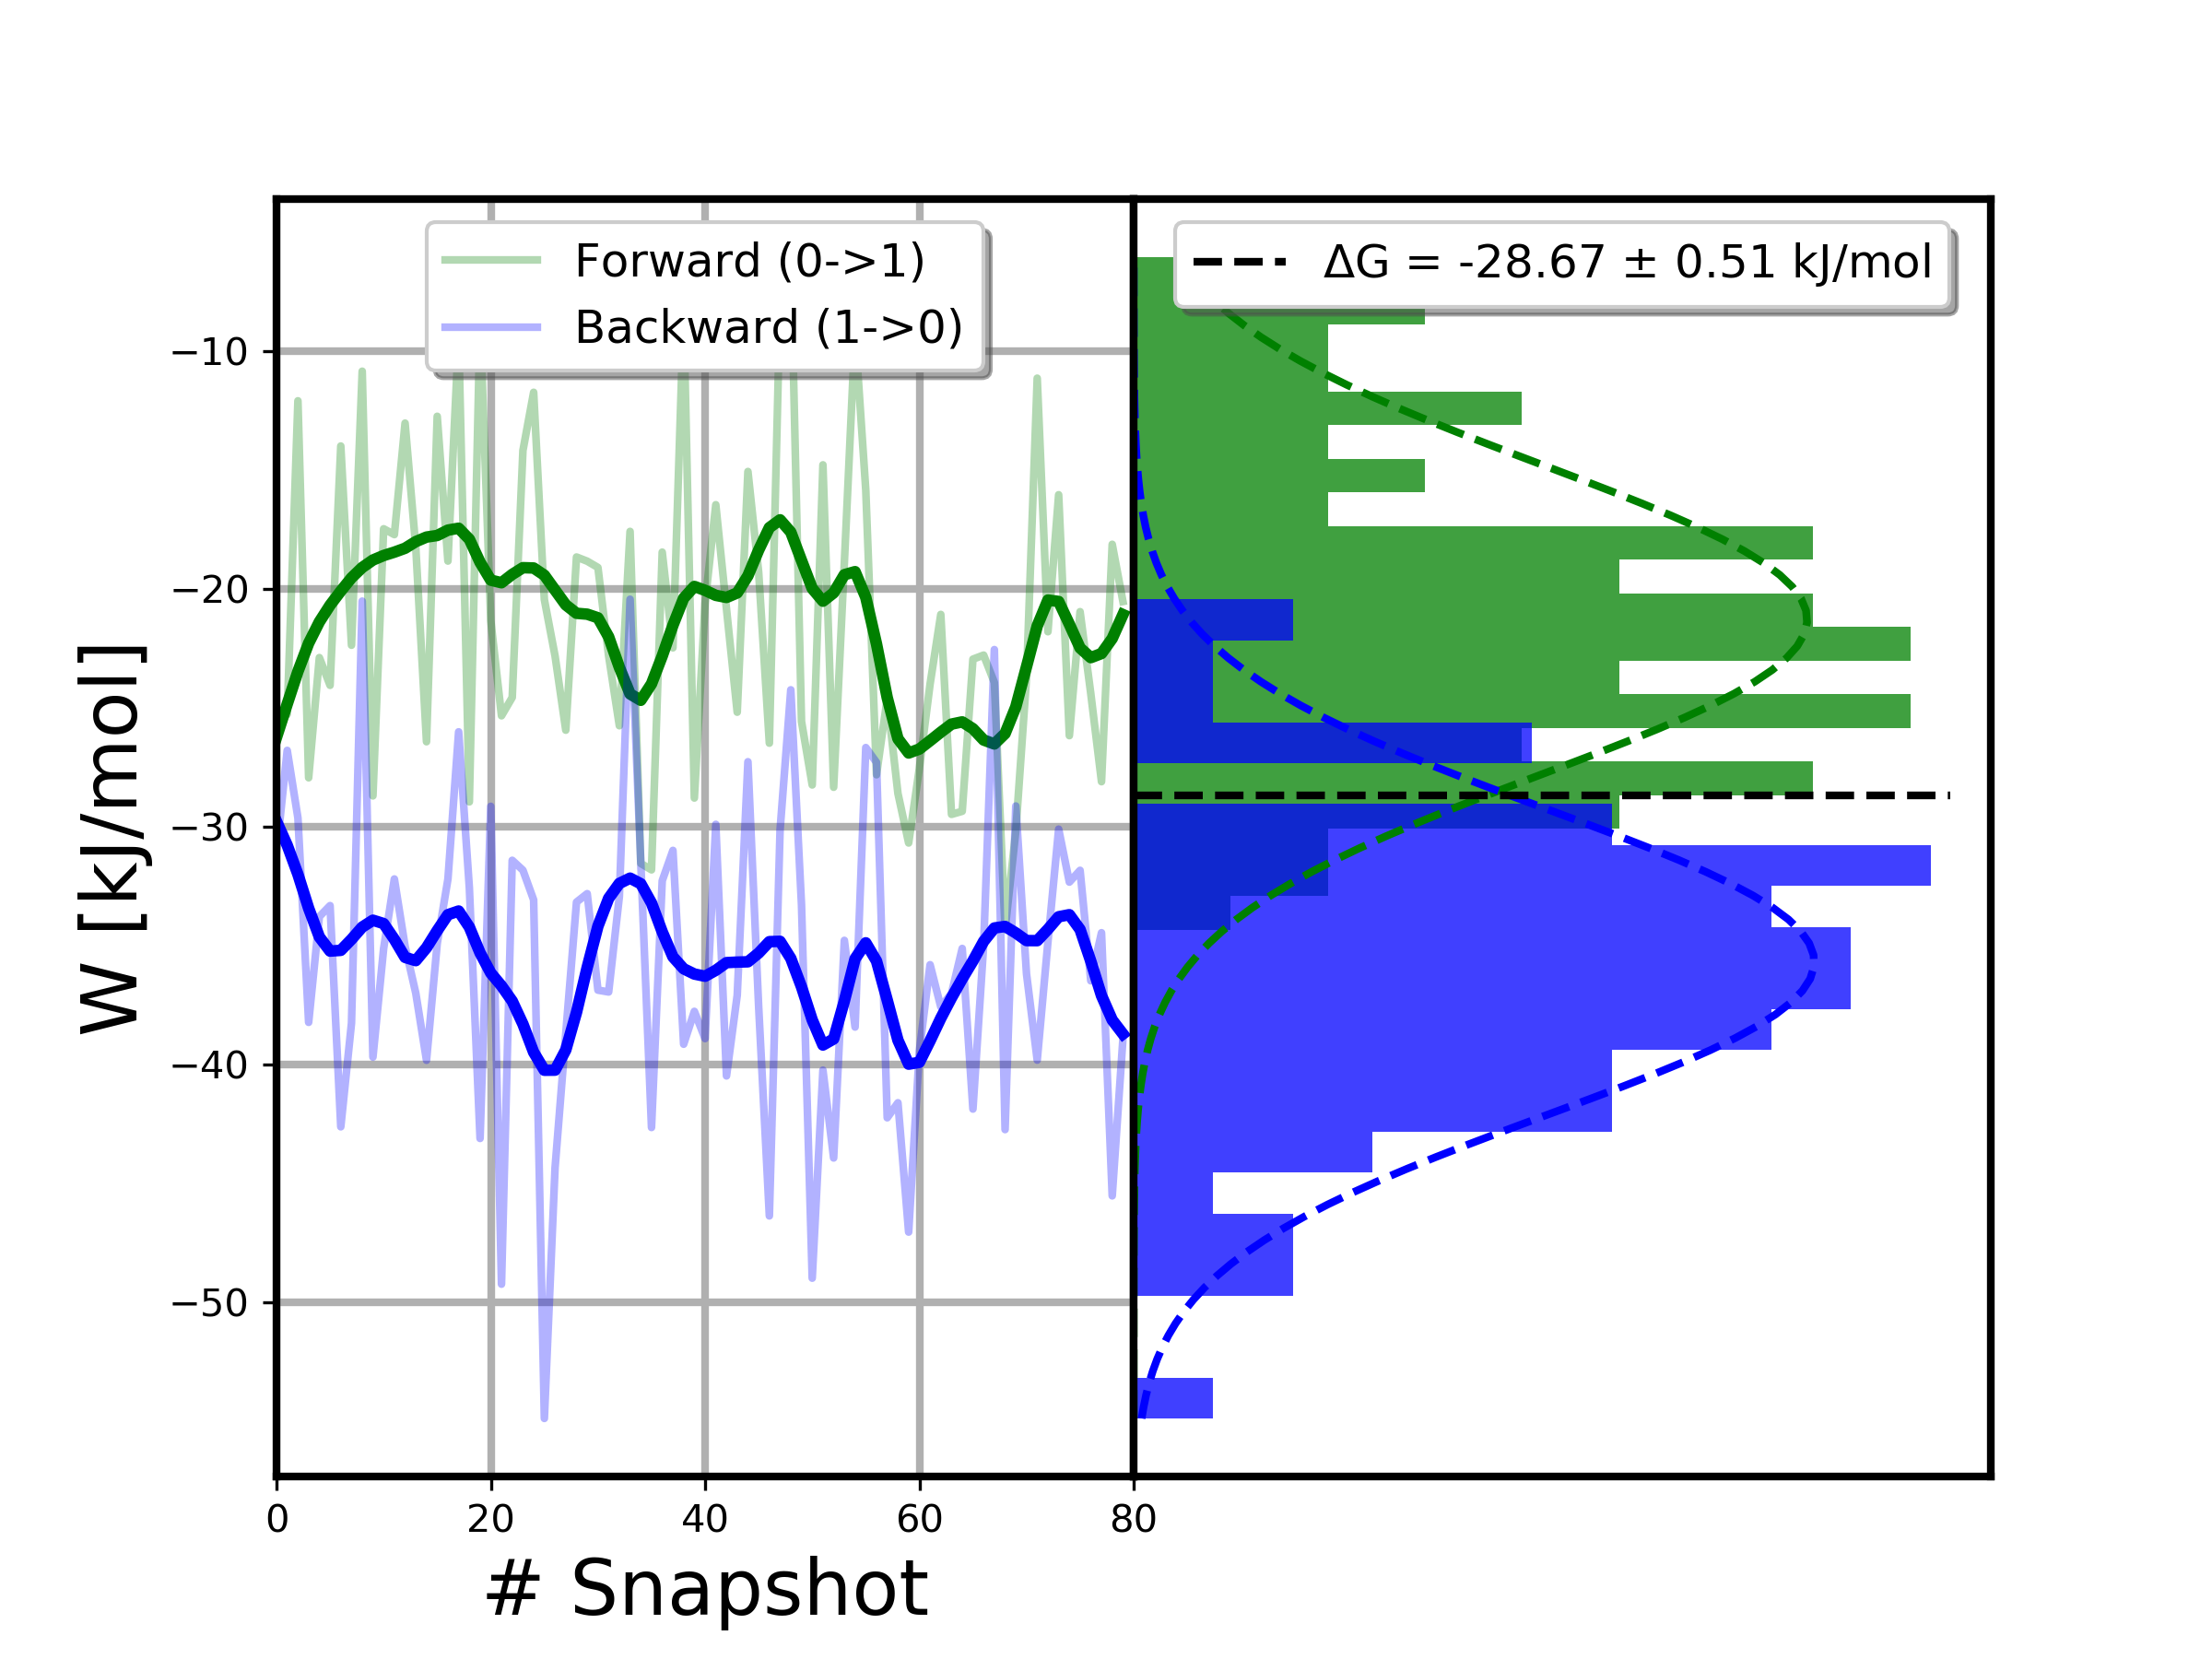 Forward (0->1)
Backward (1->0)
ΔG = -28.67 ± 0.51 kJ/mol
W [kJ/mol]
−10
−20
−30
−40
−50
0 20 40 60 80
# Snapshot